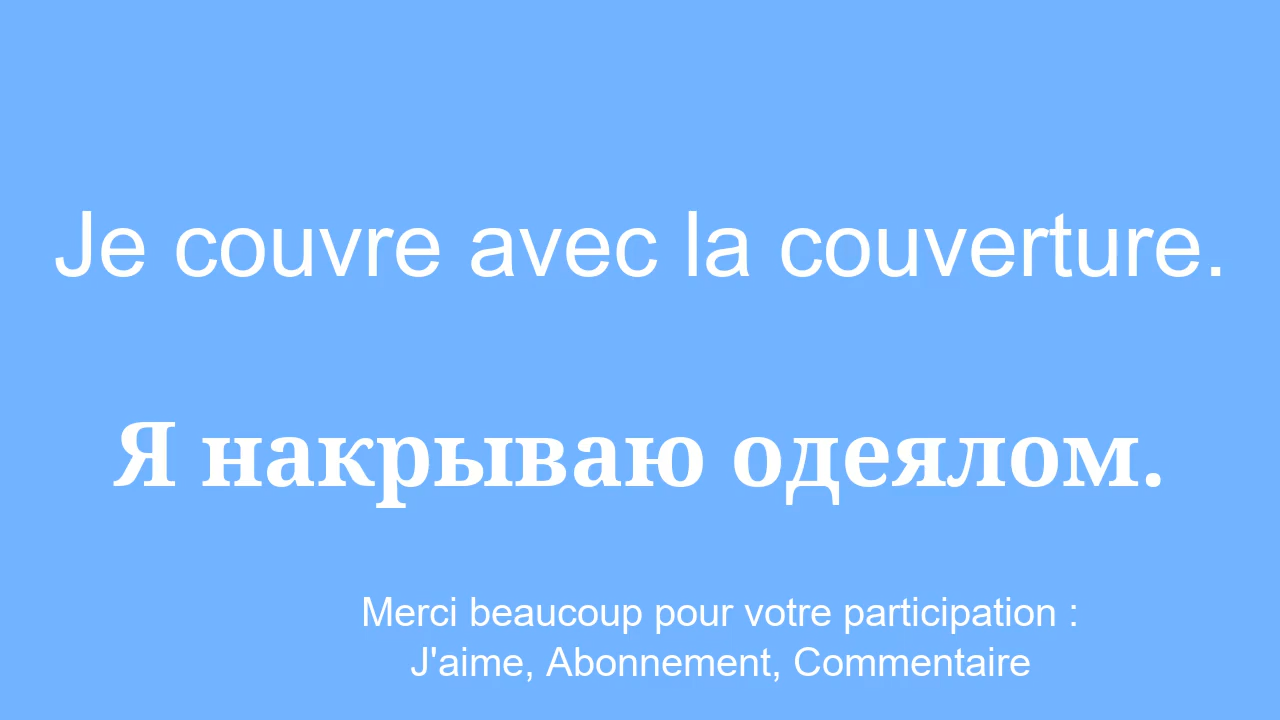 Je couvre avec la couverture.
Я накрываю одеялом.
Merci beaucoup pour votre participation :
J'aime, Abonnement, Commentaire